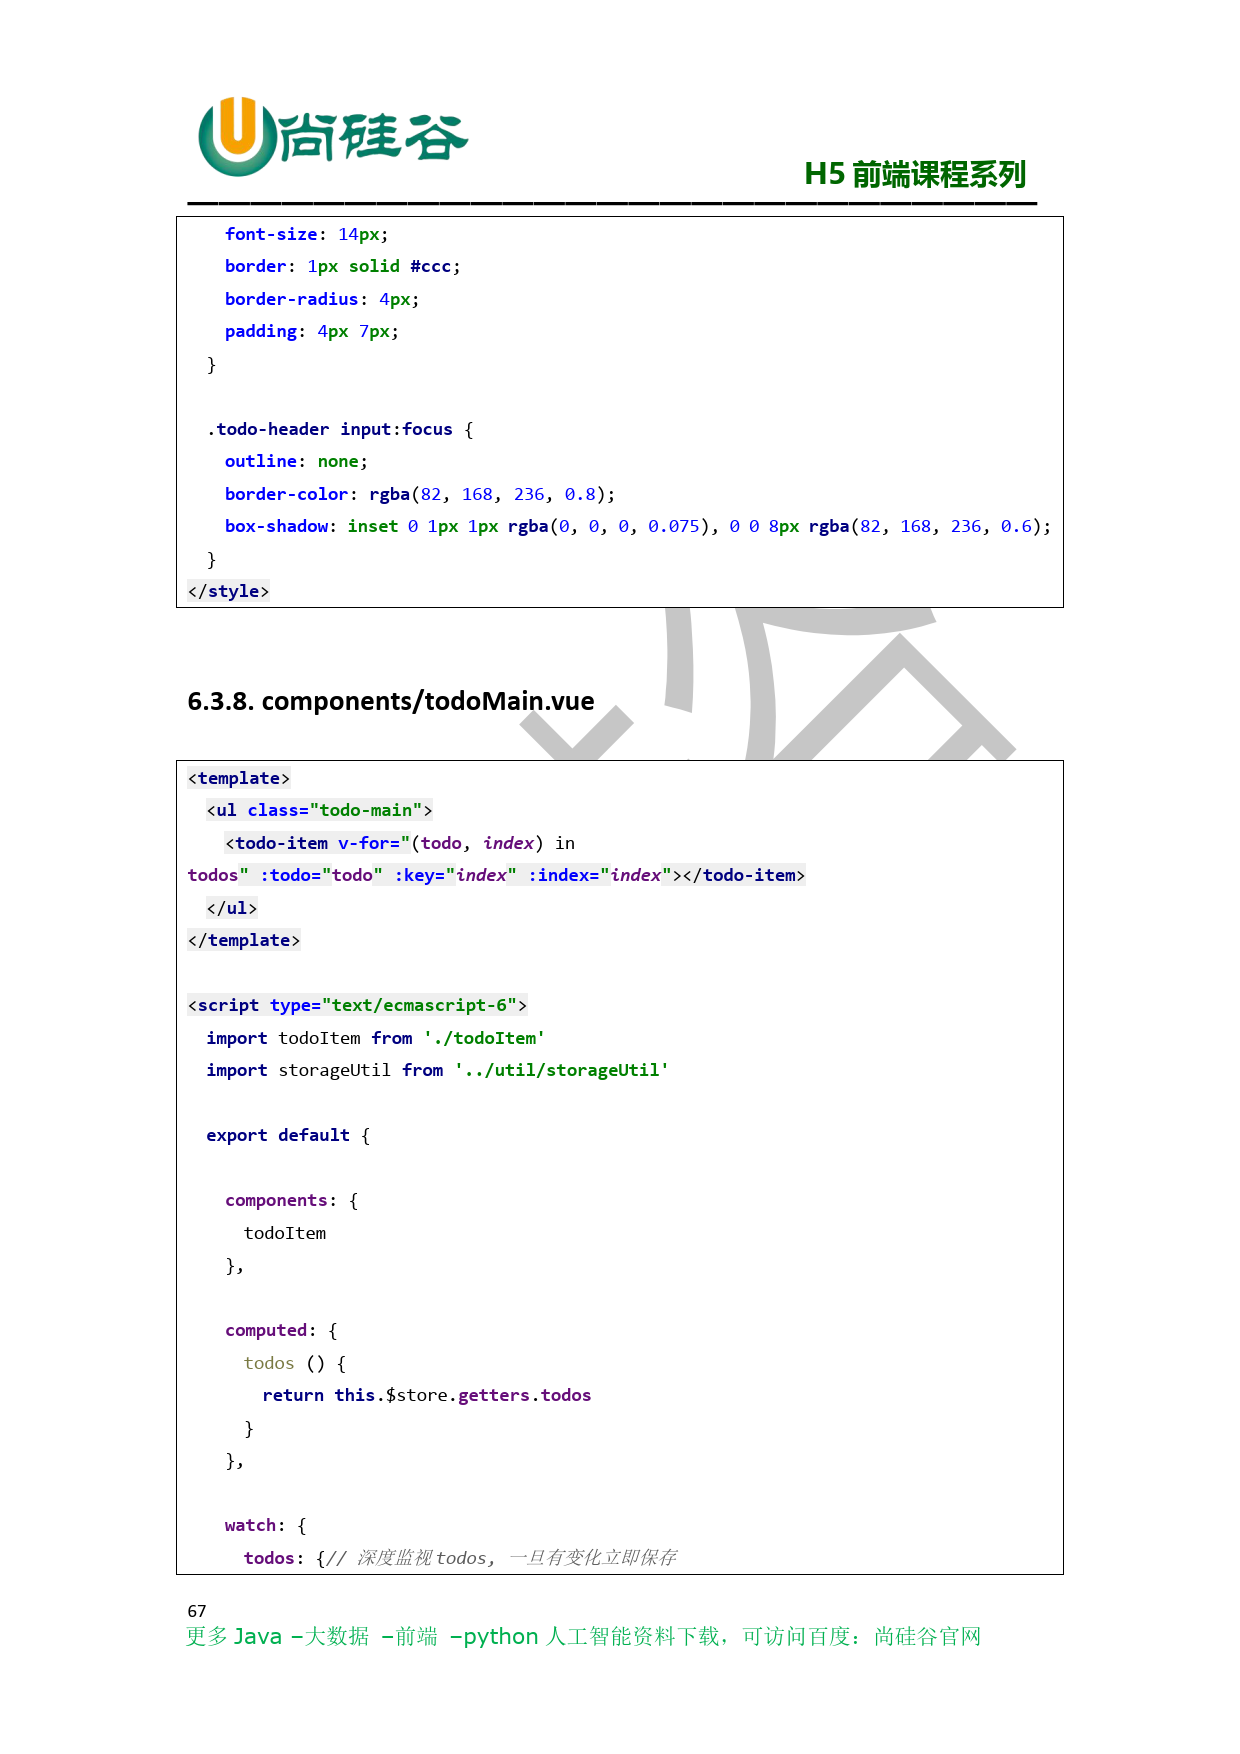 尚硅谷
H5 前端课程系列
    font-size: 14px;
    border: 1px solid #ccc;
    border-radius: 4px;
    padding: 4px 7px;
  }
  .todo-header input:focus {
    outline: none;
    border-color: rgba(82, 168, 236, 0.8);
    box-shadow: inset 0 1px 1px rgba(0, 0, 0, 0.075), 0 0 8px rgba(82, 168, 236, 0.6);
  }
</style>
6.3.8. components/todoMain.vue
<template>
  <ul class="todo-main">
    <todo-item v-for="(todo, index) in
todos" :todo="todo" :key="index" :index="index"></todo-item>
  </ul>
</template>
<script type="text/ecmascript-6">
  import todoItem from './todoItem'
  import storageUtil from '../util/storageUtil'
  export default {
    components: {
      todoItem
    },
    computed: {
      todos () {
        return this.$store.getters.todos
      }
    },
    watch: {
      todos: {// 深度监视 todos, 一旦有变化立即保存
67
更多 Java –大数据 –前端 –python 人工智能资料下载，可访问百度：尚硅谷官网